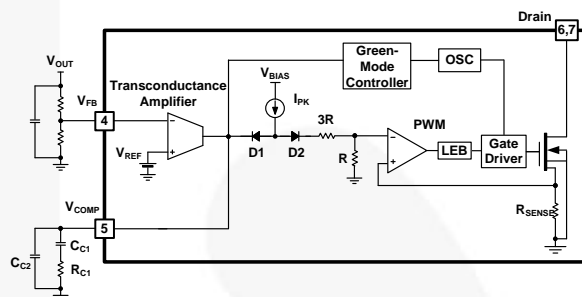 Drain
6,7
VOUT
VFB
4
Transconductance
Amplifier
VREF
VBIAS
IPK
D1
D2
3R
R
Green-
Mode
Controller
OSC
PWM
LEB
Gate
Driver
RSENSE
VCOMP
5
CC1
CC2
RC1